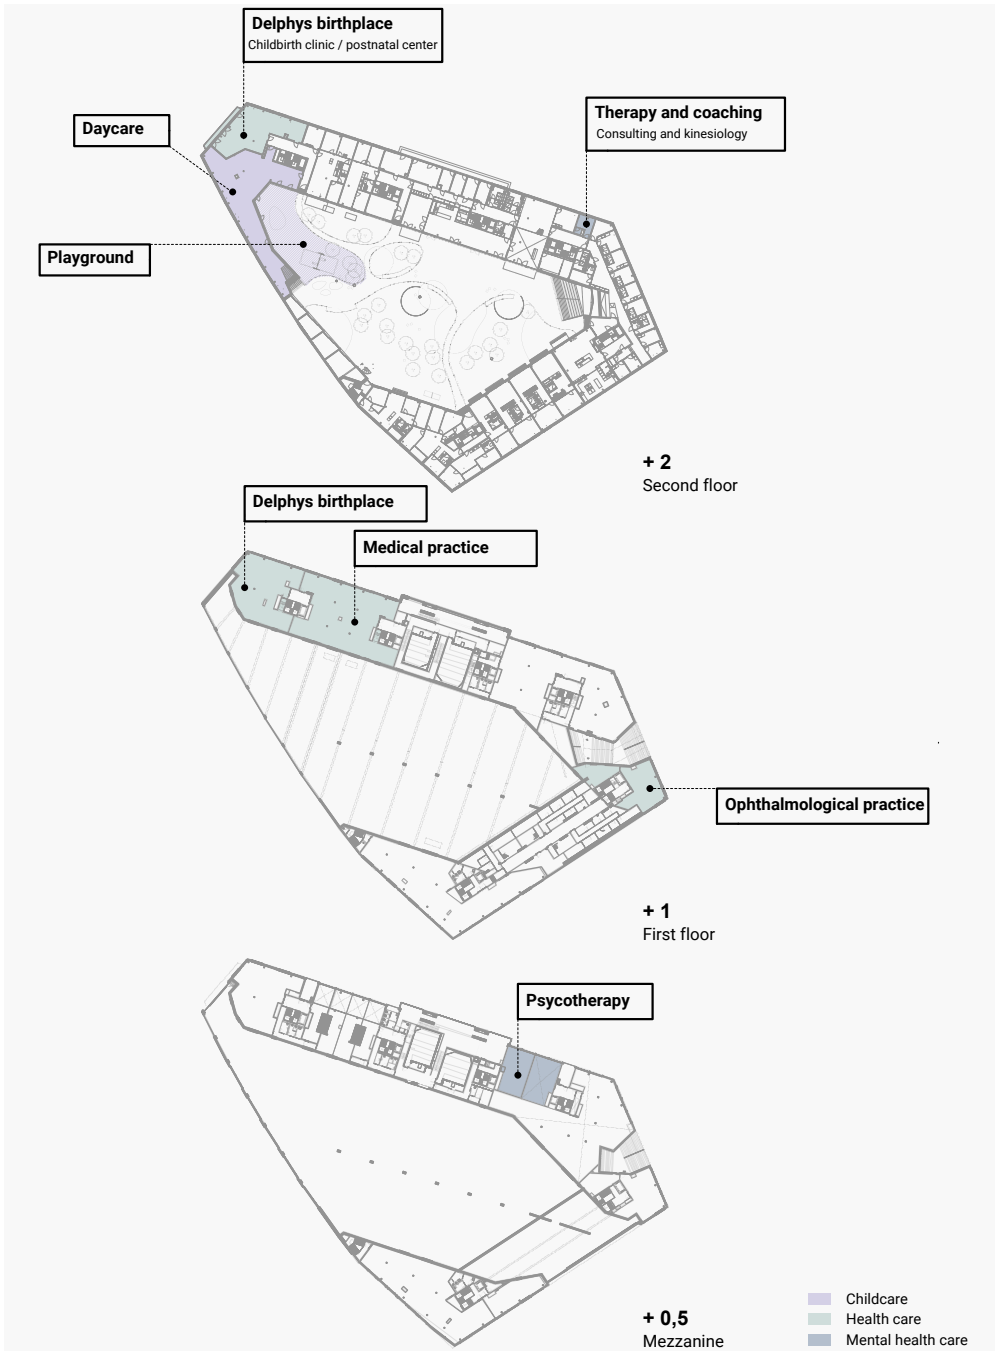 Delphys birthplace
Childbirth clinic / postnatal center
Therapy and coaching
Consulting and kinesiology
Daycare
Playground
+ 2
Second floor
Delphys birthplace
Medical practice
Ophthalmological practice
+ 1
First floor
Psycotherapy
+ 0,5
Mezzanine
Childcare
Health care
Mental health care